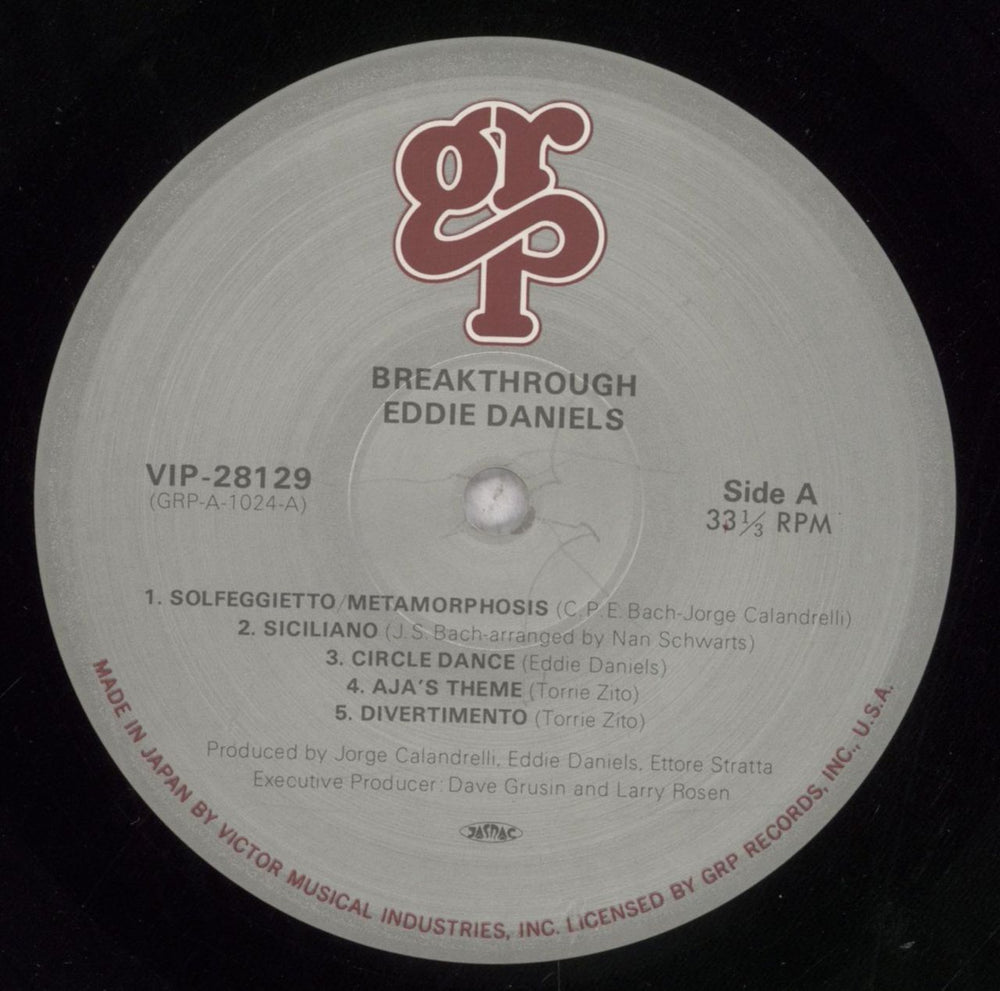 grp
BREAKTHROUGH
EDDIE DANIELS
VIP-28129
(GRP-A-1024-A)
Side A
33⅓ RPM
1. SOLFEGGIETTO/METAMORPHOSIS (C.P.E. Bach-Jorge Calandrelli)
2. SICILIANO (J.S. Bach-arranged by Nan Schwarts)
3. CIRCLE DANCE (Eddie Daniels)
4. AJA'S THEME (Torrie Zito)
5. DIVERTIMENTO (Torrie Zito)
Produced by Jorge Calandrelli, Eddie Daniels, Ettore Stratta
Executive Producer: Dave Grusin and Larry Rosen
JASRAC
MADE IN JAPAN BY VICTOR MUSICAL INDUSTRIES, INC. LICENSED BY GRP RECORDS, INC., U.S.A.